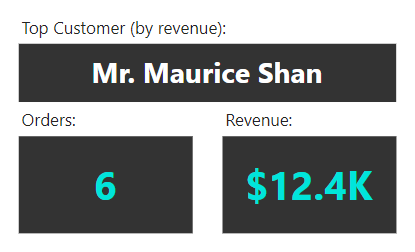 Top Customer (by revenue):
Mr. Maurice Shan
Orders:
Revenue:
6
$12.4K